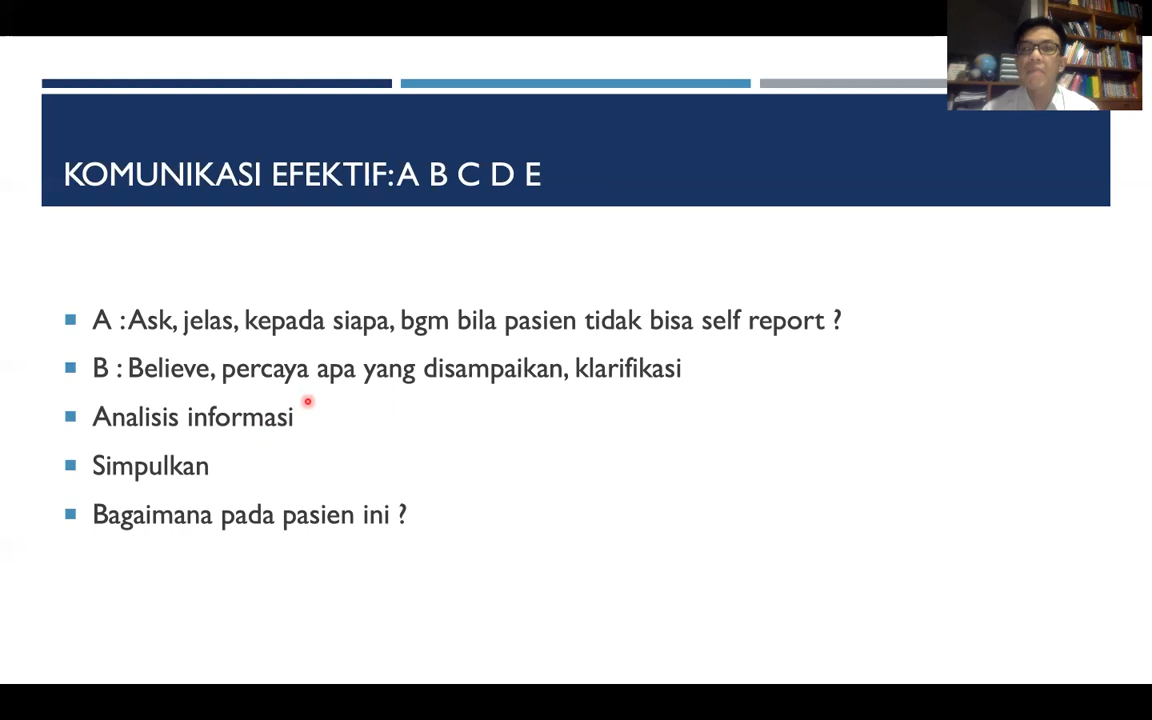 KOMUNIKASI EFEKTIF: A B C D E
A : Ask, jelas, kepada siapa, bgm bila pasien tidak bisa self report ?
B : Believe, percaya apa yang disampaikan, klarifikasi
Analisis informasi
Simpulkan
Bagaimana pada pasien ini ?